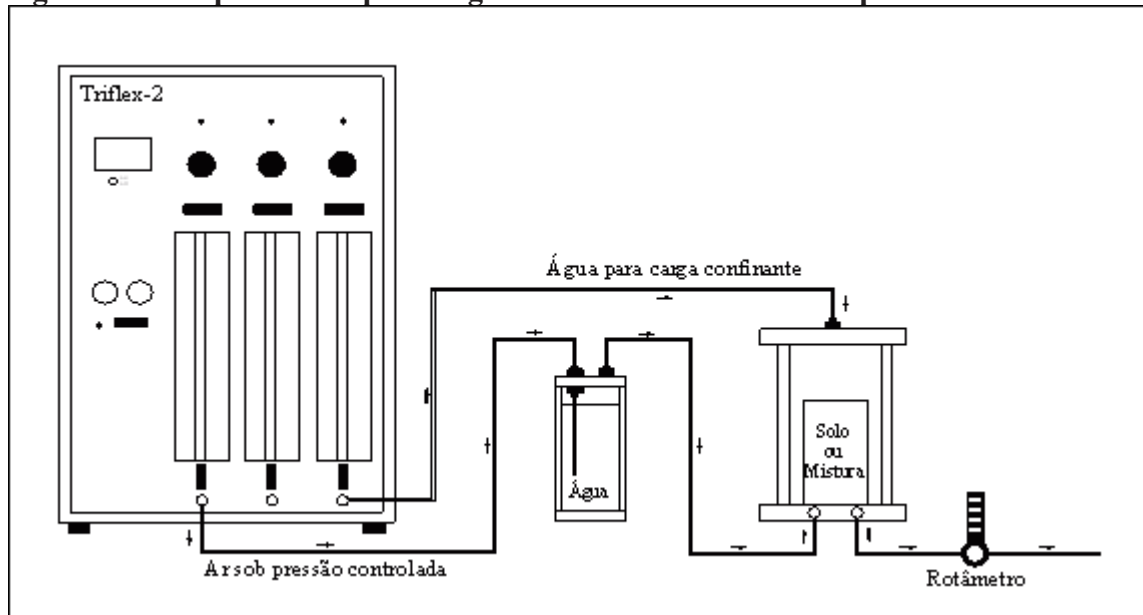 Triflex-2
Água para carga confinante
Solo
ou
Mistura
Água
Ar sob pressão controlada
Rotâmetro